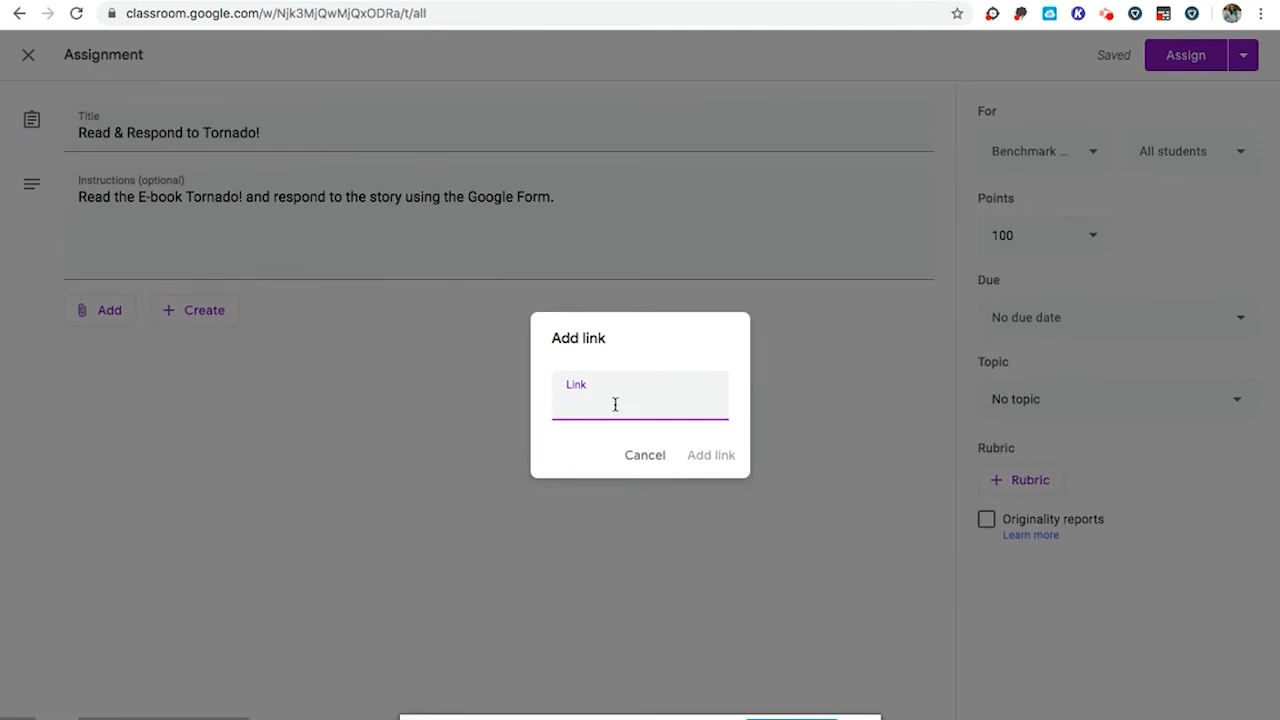 classroom.google.com/w/Njk3MjQwMjQxODRa/t/all
Assignment
Saved
Assign
Title
Read & Respond to Tornado!
Instructions (optional)
Read the E-book Tornado! and respond to the story using the Google Form.
Add
Create
Add link
Link
Cancel
Add link
For
Benchmark ...
All students
Points
100
Due
No due date
Topic
No topic
Rubric
Rubric
Originality reports
Learn more